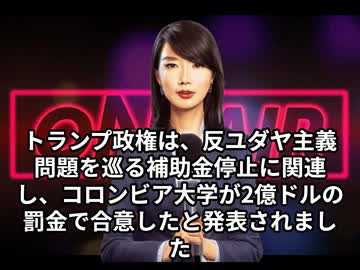 ON AIR
トランプ政権は、反ユダヤ主義
問題を巡る補助金停止に関連
し、コロンビア大学が2億ドルの
罰金で合意したと発表されまし
た